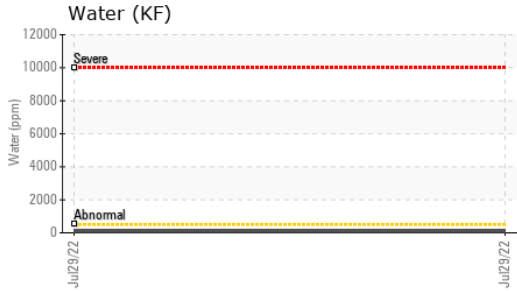 Water (KF)
12000
Severe
10000
8000
Water (ppm)
6000
4000
2000
Abnormal
0
Jul29/22
Jul29/22